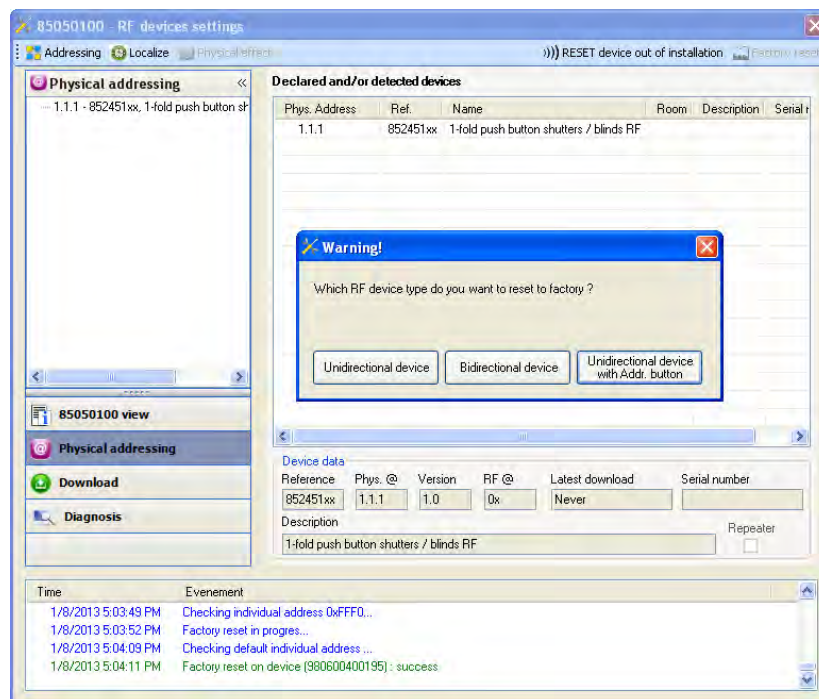 85050100 - RF devices settings
Addressing Localize Physical effect ))) RESET device out of installation Factory reset
Physical addressing «
1.1.1 - 852451xx, 1-fold push button sh
Declared and/or detected devices
Phys. Address Ref. Name Room Description Serial r
1.1.1 852451xx 1-fold push button shutters / blinds RF
Warning!
Which RF device type do you want to reset to factory ?
Unidirectional device Bidirectional device Unidirectional device
with Addr. button
85050100 view
Physical addressing
Download
Diagnosis
Device data
Reference Phys. @ Version RF @ Latest download Serial number
852451xx 1.1.1 1.0 0x Never
Description
Repeater
1-fold push button shutters / blinds RF
Time Evenement
1/8/2013 5:03:49 PM Checking individual address 0xFFF0...
1/8/2013 5:03:52 PM Factory reset in progres...
1/8/2013 5:04:09 PM Checking default individual address ...
1/8/2013 5:04:11 PM Factory reset on device (980600400195) : success